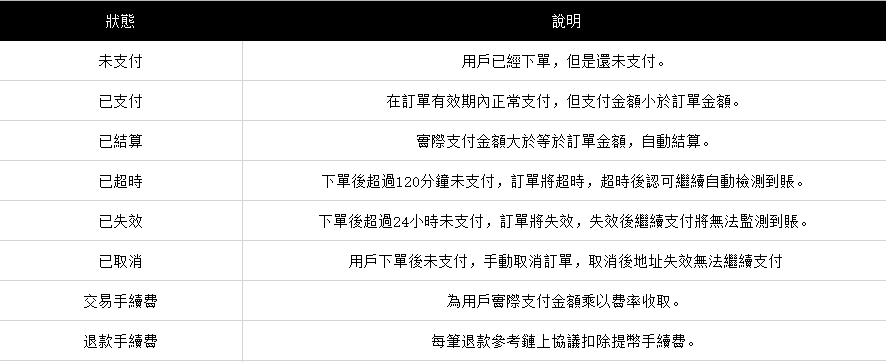 狀態 說明
未支付 用戶已經下單，但是還未支付。
已支付 在訂單有效期內正常支付，但支付金額小於訂單金額。
已結算 實際支付金額大於等於訂單金額，自動結算。
已超時 下單後超過120分鐘未支付，訂單將超時，超時後認可繼續自動檢測到賬。
已失效 下單後超過24小時未支付，訂單將失效，失效後繼續支付將無法監測到賬。
已取消 用戶下單後未支付，手動取消訂單，取消後地址失效無法繼續支付
交易手續費 為用戶實際支付金額乘以費率收取。
退款手續費 每筆退款參考鏈上協議扣除提幣手續費。